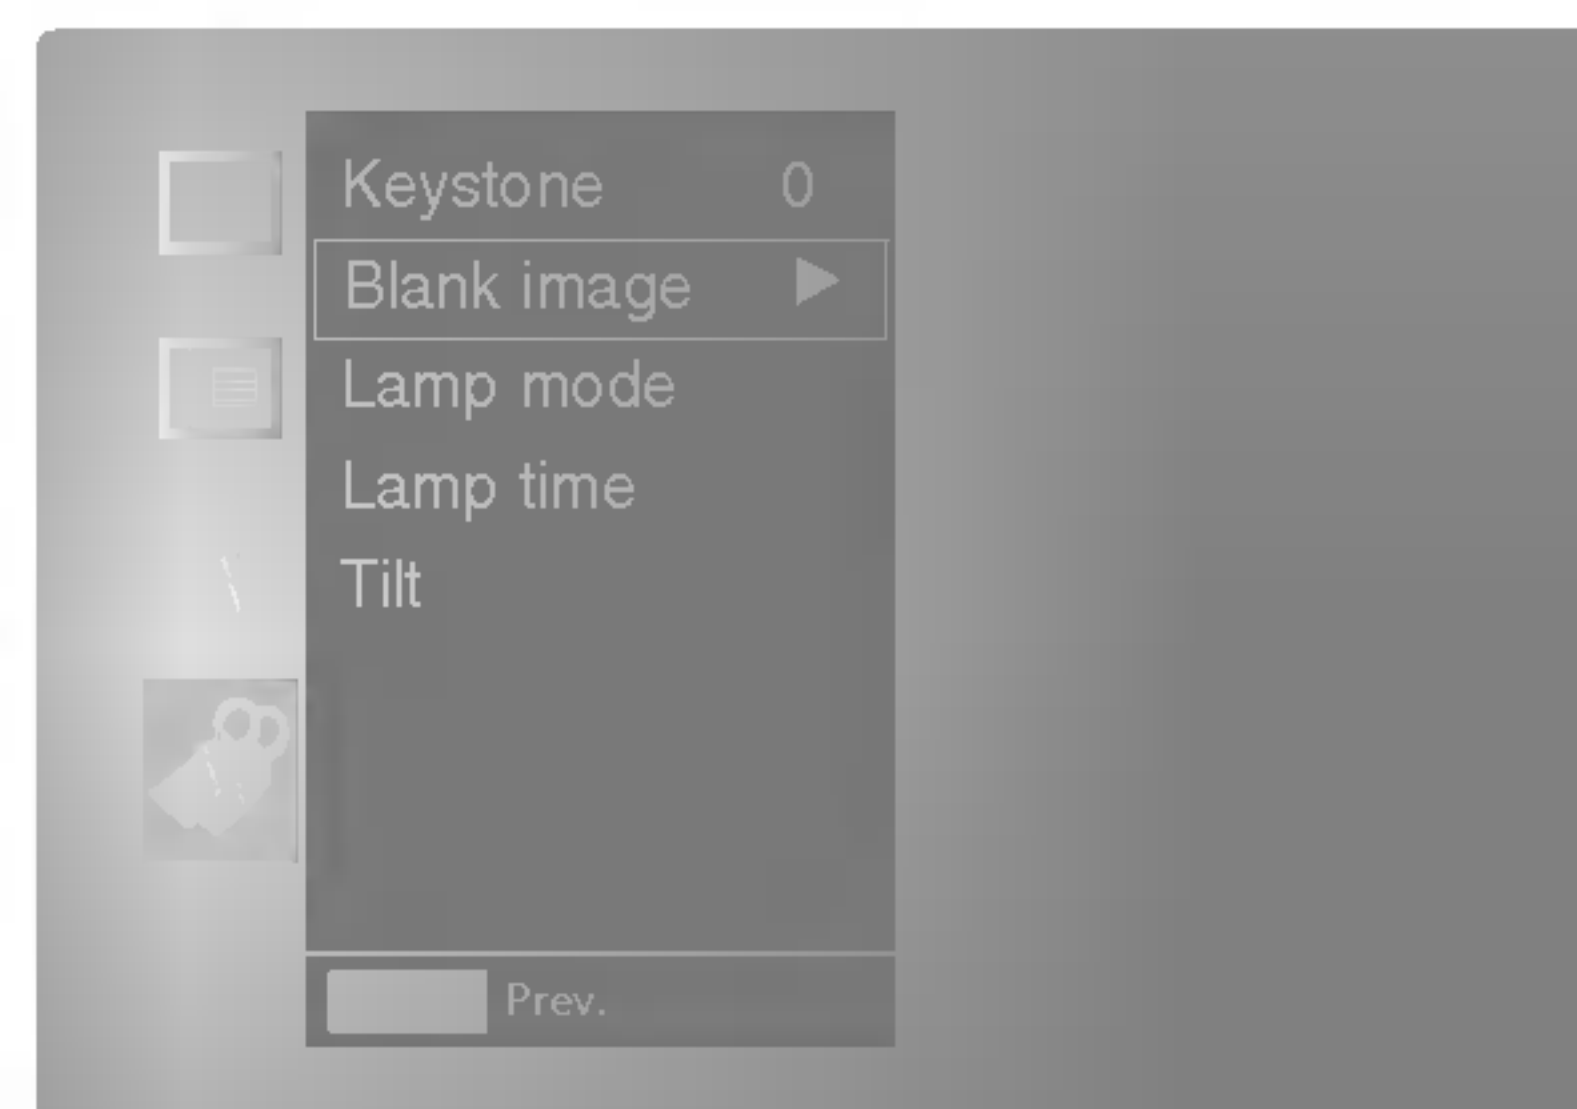 Keystone 0
Blank image ▶
Lamp mode
Lamp time
Tilt
Prev.